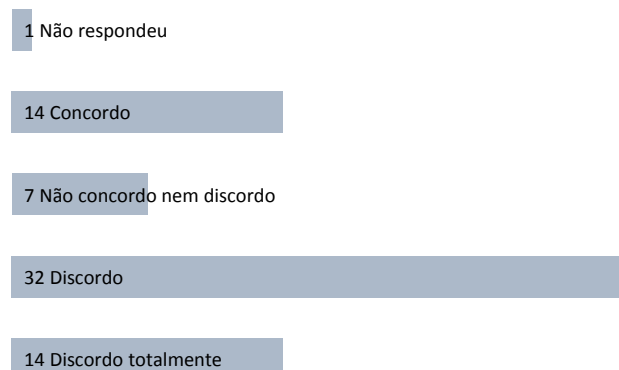 1 Não respondeu
14 Concordo
7 Não concordo nem discordo
32 Discordo
14 Discordo totalmente